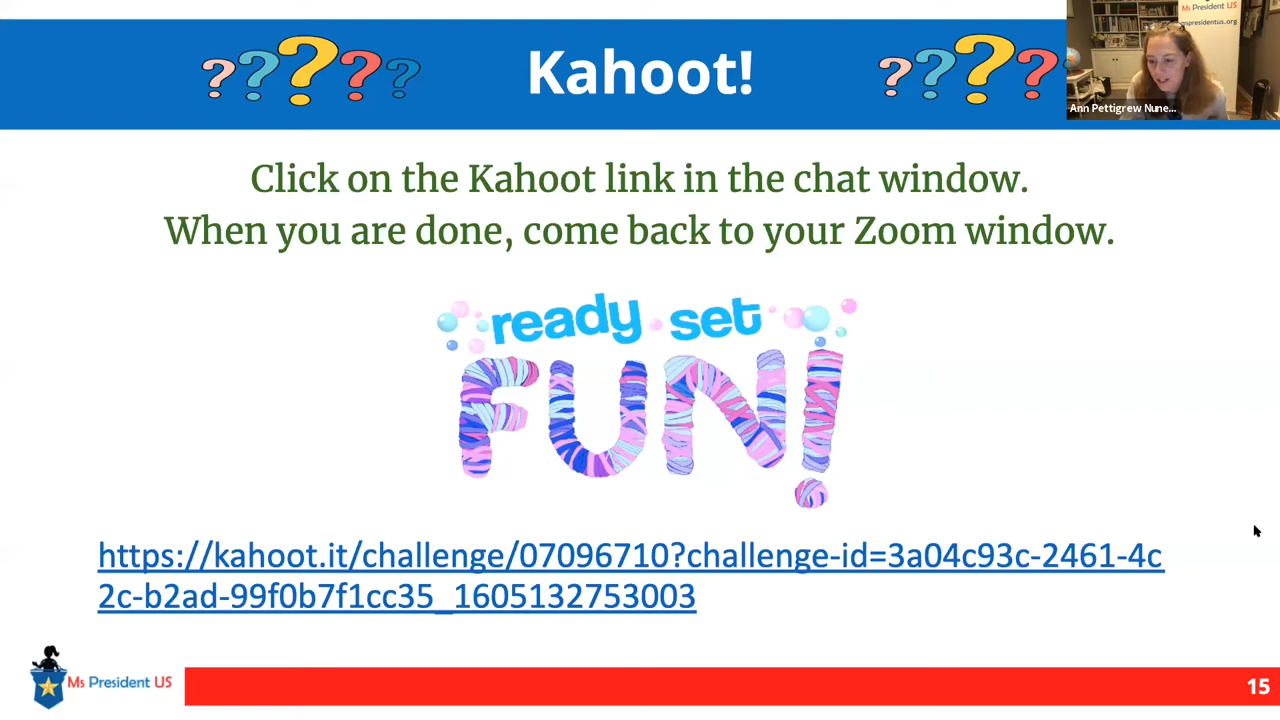 Kahoot!
Ms President US
mspresidentus.org
Ann Pettigrew Nune...
Click on the Kahoot link in the chat window.
When you are done, come back to your Zoom window.
ready set
FUN!
https://kahoot.it/challenge/07096710?challenge-id=3a04c93c-2461-4c
2c-b2ad-99f0b7f1cc35_1605132753003
Ms President US
15